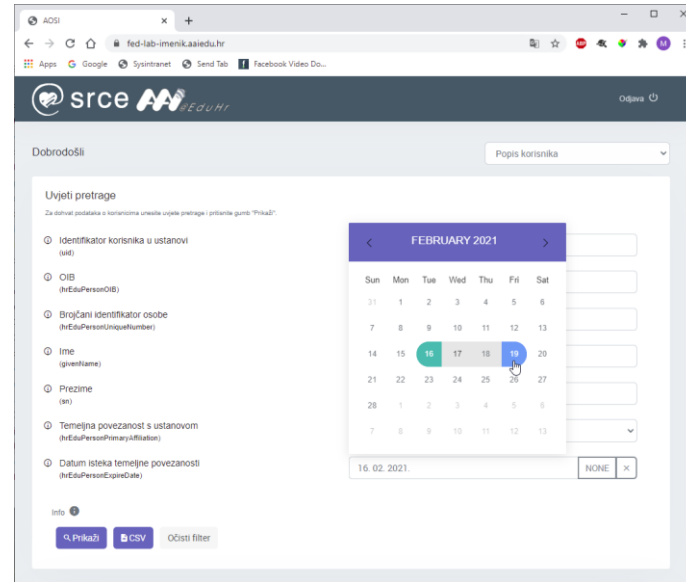 AOSI
fed-lab-imenik.aaiedu.hr
ABP
M
Apps Google Sysintranet Send Tab Facebook Video Do...
srce AAI @EduHr
Odjava
Dobrodošli
Popis korisnika
Uvjeti pretrage
Za dohvat podataka o korisnicima unesite uvjete pretrage i pritisnite gumb "Prikaži".
Identifikator korisnika u ustanovi
(uid)
OIB
(hrEduPersonOIB)
Brojčani identifikator osobe
(hrEduPersonUniqueNumber)
Ime
(givenName)
Prezime
(sn)
Temeljna povezanost s ustanovom
(hrEduPersonPrimaryAffiliation)
Datum isteka temeljne povezanosti
(hrEduPersonExpireDate)
FEBRUARY 2021
Sun Mon Tue Wed Thu Fri Sat
31 1 2 3 4 5 6
7 8 9 10 11 12 13
14 15 16 17 18 19 20
21 22 23 24 25 26 27
28 1 2 3 4 5 6
7 8 9 10 11 12 13
16. 02. 2021.
NONE ×
Info
Prikaži CSV Očisti filter